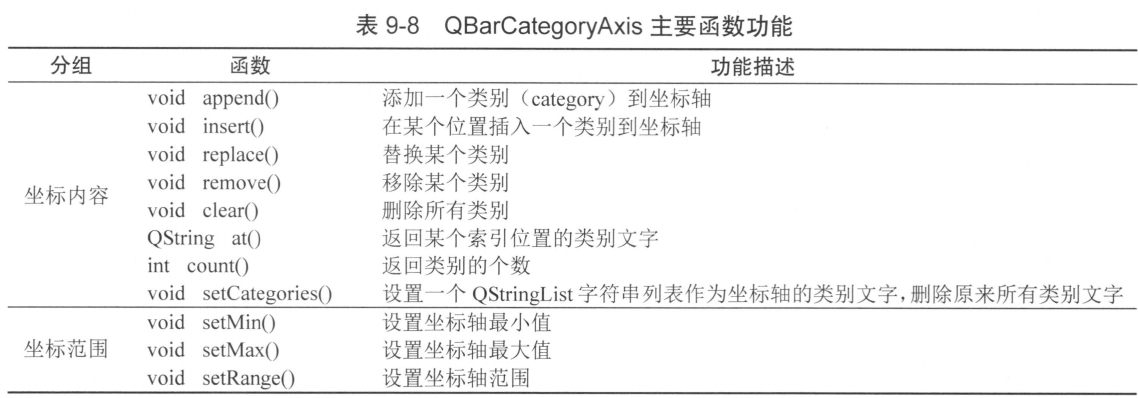 表 9-8 QBarCategoryAxis 主要函数功能
分组 函数 功能描述
void append() 添加一个类别（category）到坐标轴
void insert() 在某个位置插入一个类别到坐标轴
void replace() 替换某个类别
void remove() 移除某个类别
坐标内容
void clear() 删除所有类别
QString at() 返回某个索引位置的类别文字
int count() 返回类别的个数
void setCategories() 设置一个 QStringList 字符串列表作为坐标轴的类别文字，删除原来所有类别文字
void setMin() 设置坐标轴最小值
坐标范围 void setMax() 设置坐标轴最大值
void setRange() 设置坐标轴范围